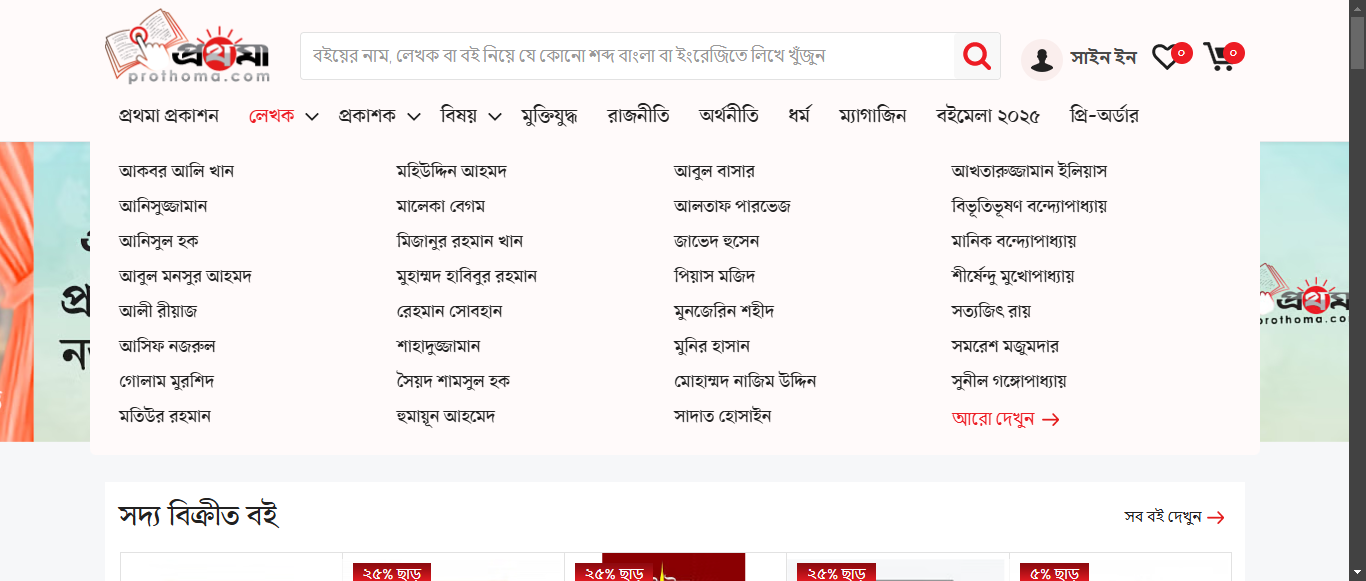 প্রথমা
prothoma.com
বইয়ের নাম, লেখক বা বই নিয়ে যে কোনো শব্দ বাংলা বা ইংরেজিতে লিখে খুঁজুন
সাইন ইন
০
০
প্রথমা প্রকাশন লেখক প্রকাশক বিষয় মুক্তিযুদ্ধ রাজনীতি অর্থনীতি ধর্ম ম্যাগাজিন বইমেলা ২০২৫ প্রি-অর্ডার
আকবর আলি খান
আনিসুজ্জামান
আনিসুল হক
আবুল মনসুর আহমদ
আলী রীয়াজ
আসিফ নজরুল
গোলাম মুরশিদ
মতিউর রহমান
মহিউদ্দিন আহমদ
মালেকা বেগম
মিজানুর রহমান খান
মুহাম্মদ হাবিবুর রহমান
রেহমান সোবহান
শাহাদুজ্জামান
সৈয়দ শামসুল হক
হুমায়ূন আহমেদ
আবুল বাসার
আলতাফ পারভেজ
জাভেদ হুসেন
পিয়াস মজিদ
মুনজেরিন শহীদ
মুনির হাসান
মোহাম্মদ নাজিম উদ্দিন
সাদাত হোসাইন
আখতারুজ্জামান ইলিয়াস
বিভূতিভূষণ বন্দ্যোপাধ্যায়
মানিক বন্দ্যোপাধ্যায়
শীর্ষেন্দু মুখোপাধ্যায়
সত্যজিৎ রায়
সমরেশ মজুমদার
সুনীল গঙ্গোপাধ্যায়
আরো দেখুন
প্রথমা
prothoma.co
সদ্য বিক্রীত বই
সব বই দেখুন
২৫% ছাড়
২৫% ছাড়
২৫% ছাড়
৫% ছাড়